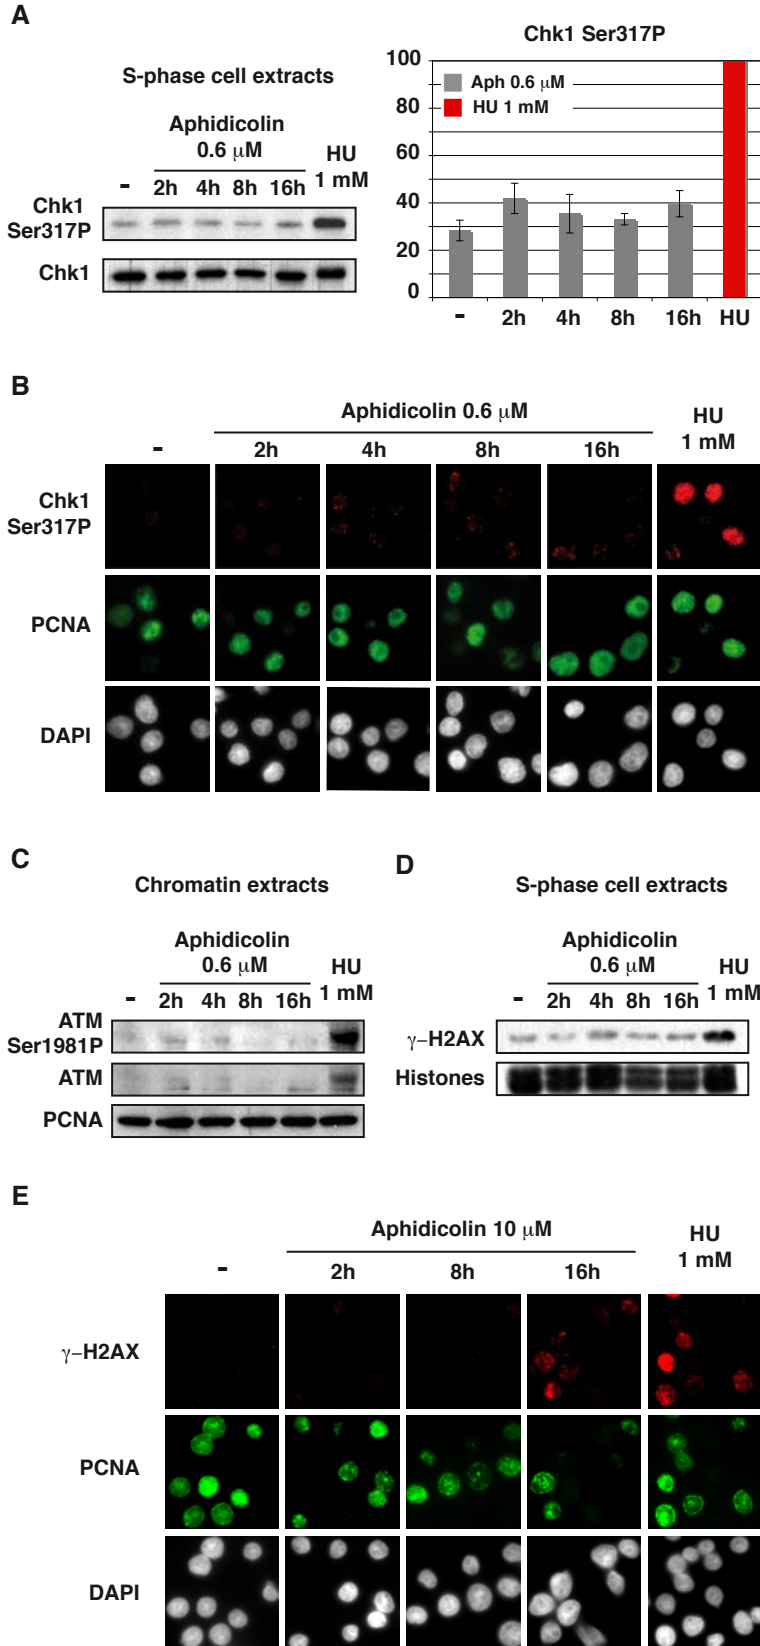 A
S-phase cell extracts
Aphidicolin
0.6 μM
HU
1 mM
- 2h 4h 8h 16h
Chk1
Ser317P
Chk1
Chk1 Ser317P
100
80
60
40
20
0
Aph 0.6 μM
HU 1 mM
- 2h 4h 8h 16h HU
B
Aphidicolin 0.6 μM
HU
1 mM
- 2h 4h 8h 16h
Chk1
Ser317P
PCNA
DAPI
C
Chromatin extracts
Aphidicolin
0.6 μM
HU
1 mM
- 2h 4h 8h 16h
ATM
Ser1981P
ATM
PCNA
D
S-phase cell extracts
Aphidicolin
0.6 μM
HU
1 mM
- 2h 4h 8h 16h
γ–H2AX
Histones
E
Aphidicolin 10 μM
HU
1 mM
- 2h 8h 16h
γ–H2AX
PCNA
DAPI